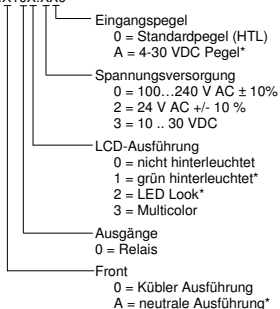 Eingangspegel
0 = Standardpegel (HTL)
A = 4-30 VDC Pegel*
Spannungsversorgung
0 = 100...240 V AC ± 10%
2 = 24 V AC +/- 10 %
3 = 10 .. 30 VDC
LCD-Ausführung
0 = nicht hinterleuchtet
1 = grün hinterleuchtet*
2 = LED Look*
3 = Multicolor
Ausgänge
0 = Relais
Front
0 = Kübler Ausführung
A = neutrale Ausführung*